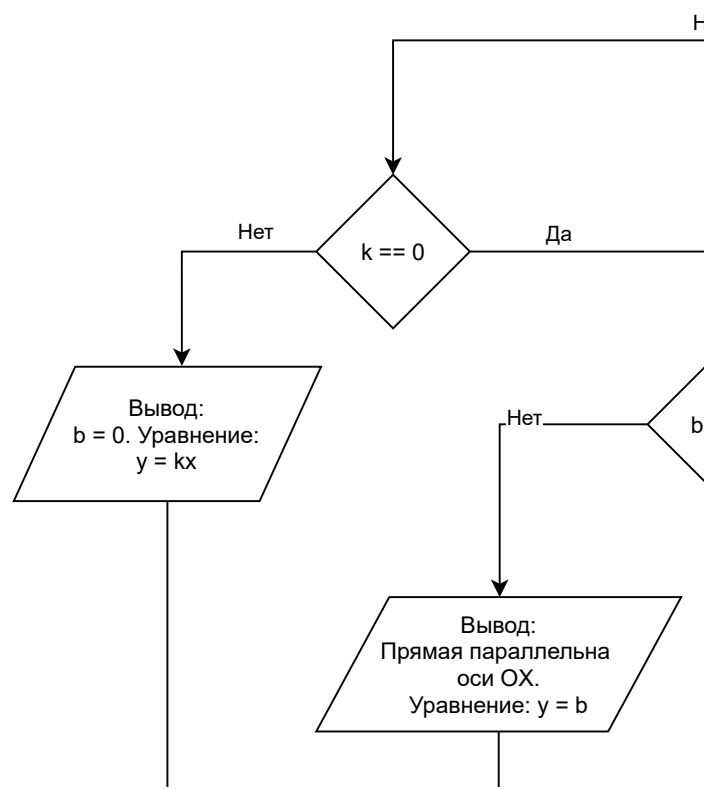 Н
k == 0
Нет
Да
Вывод:
b = 0. Уравнение:
y = kx
Нет
b
Вывод:
Прямая параллельна
оси OX.
Уравнение: y = b